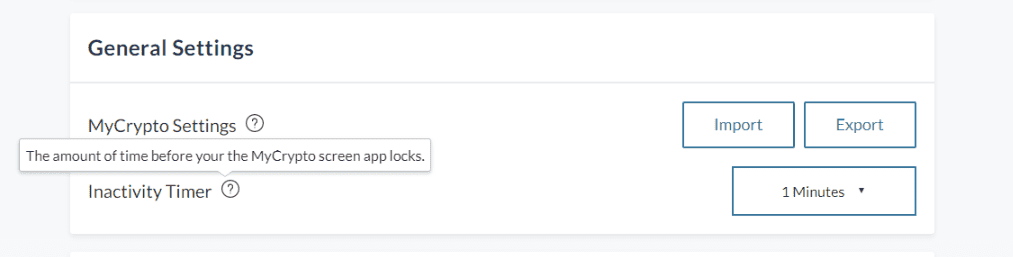 General Settings
MyCrypto Settings ?
Import
Export
The amount of time before your the MyCrypto screen app locks.
Inactivity Timer ?
1 Minutes